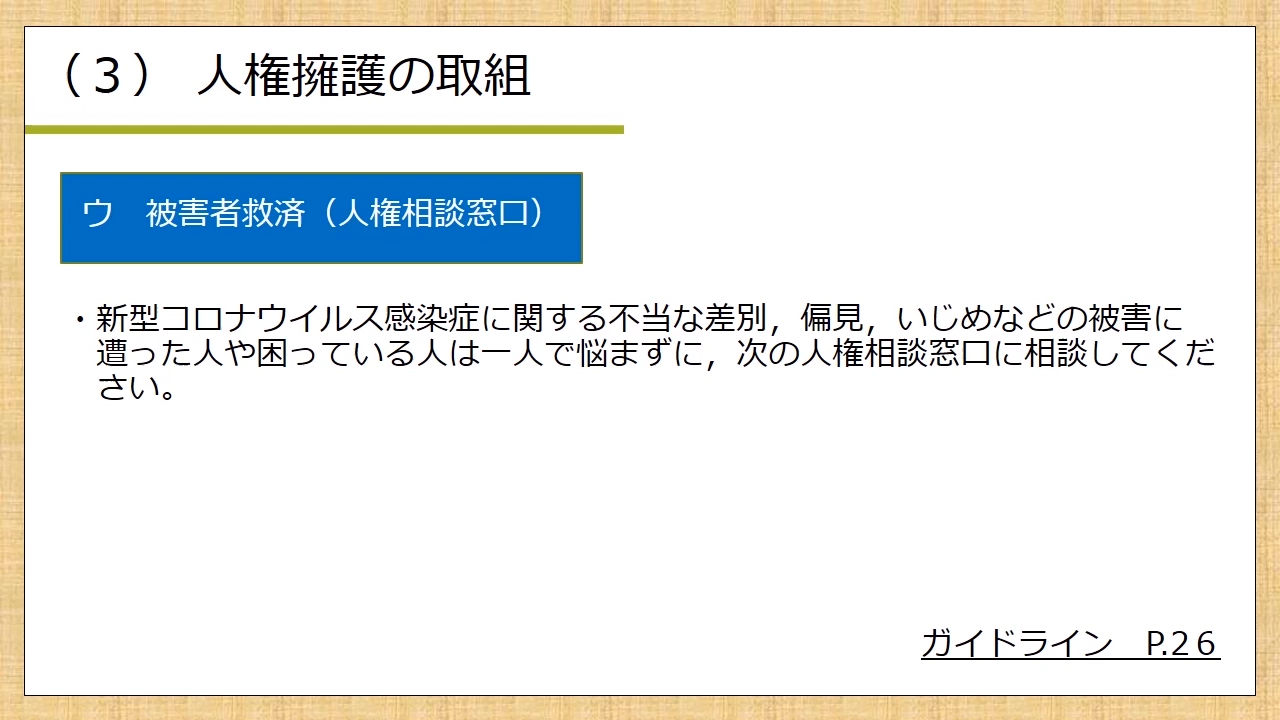 （３） 人権擁護の取組
ウ　被害者救済（人権相談窓口）
・新型コロナウイルス感染症に関する不当な差別，偏見，いじめなどの被害に
遭った人や困っている人は一人で悩まずに，次の人権相談窓口に相談してくだ
さい。
ガイドライン　P.2６